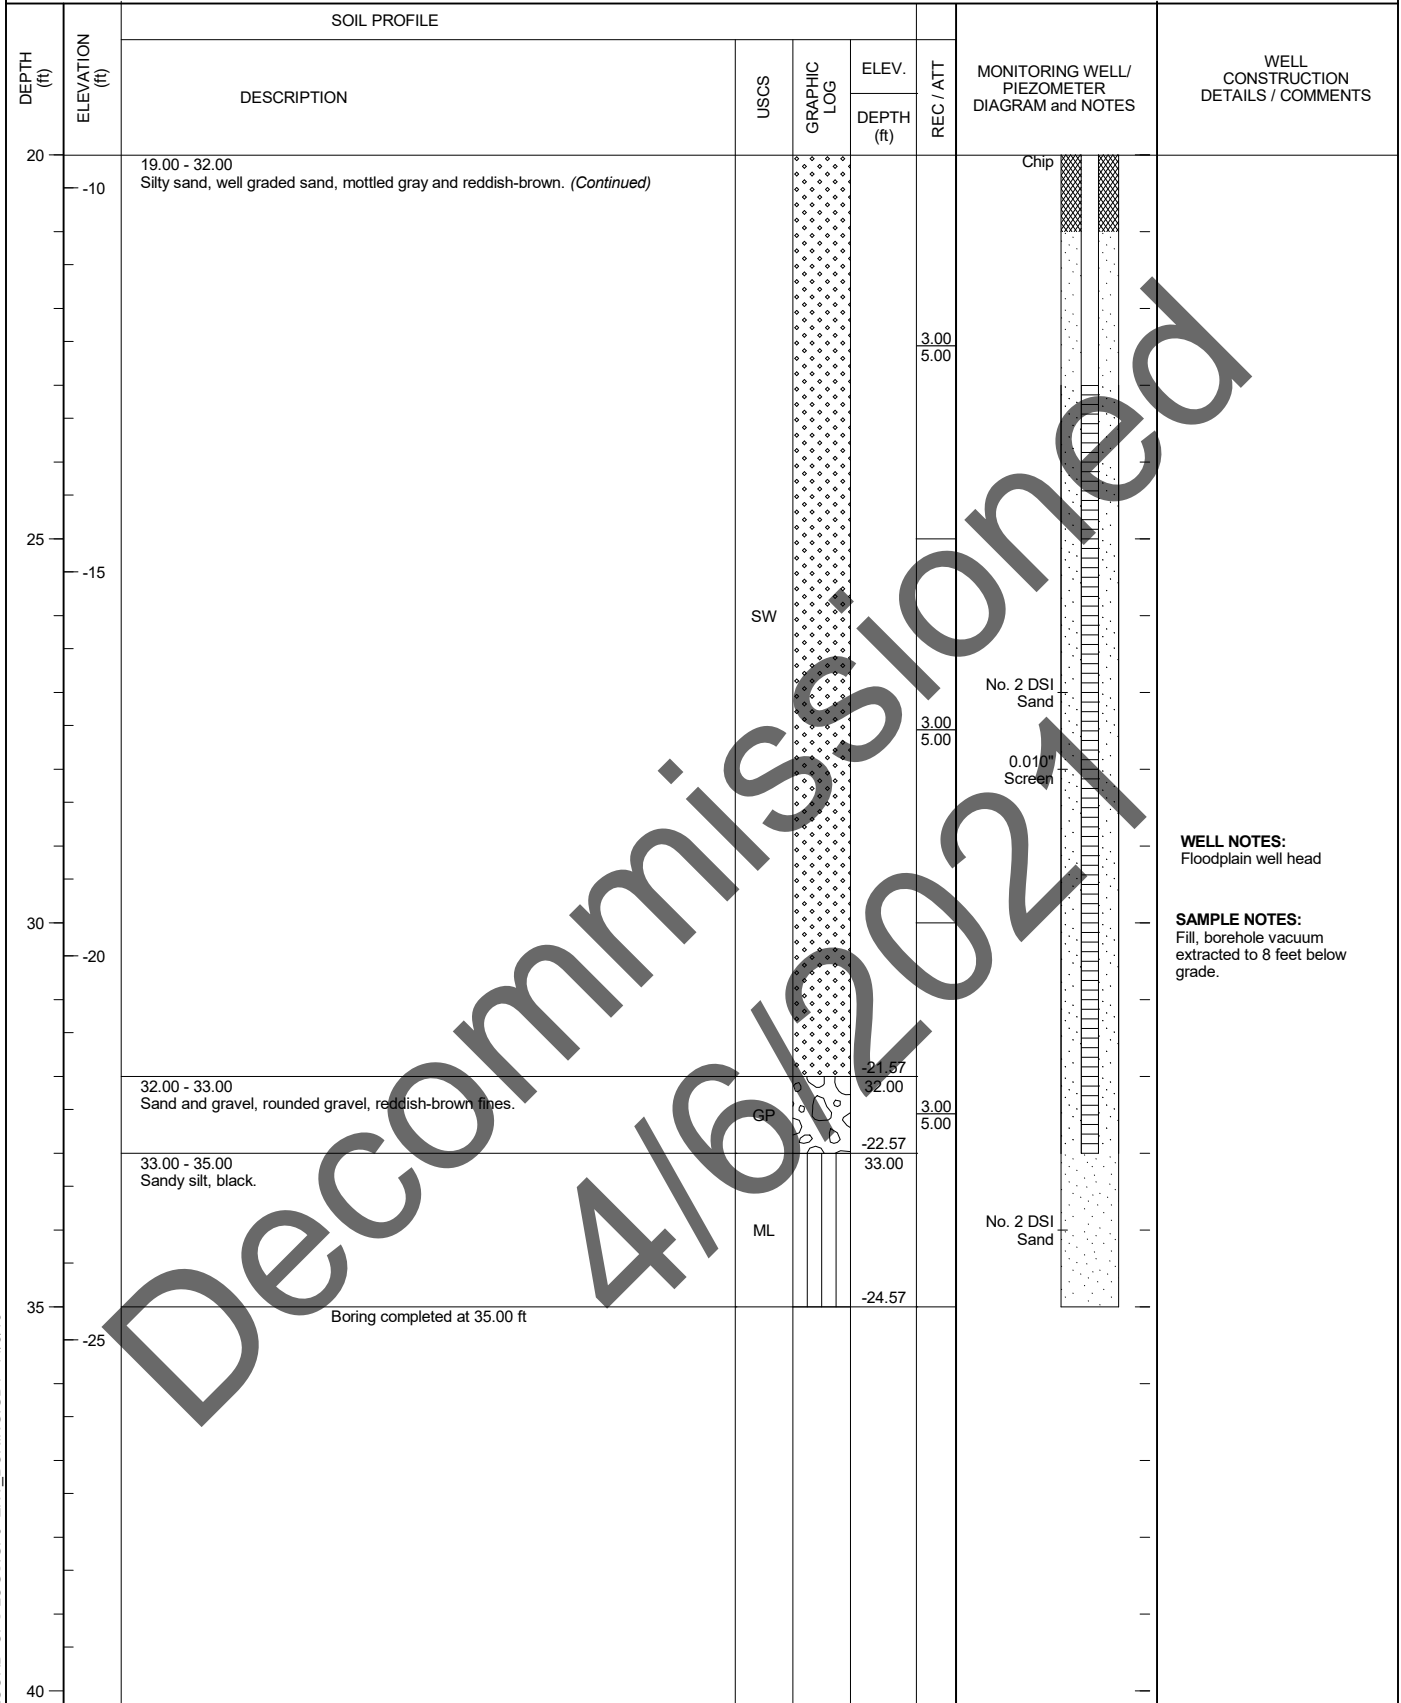 SOIL PROFILE
DEPTH
(ft)
ELEVATION
(ft)
DESCRIPTION
USCS
GRAPHIC
LOG
ELEV.
DEPTH
(ft)
REC / ATT
MONITORING WELL/
PIEZOMETER
DIAGRAM and NOTES
WELL
CONSTRUCTION
DETAILS / COMMENTS
20
-10
19.00 - 32.00
Silty sand, well graded sand, mottled gray and reddish-brown. (Continued)
Chip
3.00
5.00
25
-15
SW
No. 2 DSI
Sand
3.00
5.00
0.010"
Screen
WELL NOTES:
Floodplain well head
30
-20
SAMPLE NOTES:
Fill, borehole vacuum
extracted to 8 feet below
grade.
-21.57
32.00
32.00 - 33.00
Sand and gravel, rounded gravel, reddish-brown fines.
GP
3.00
5.00
-22.57
33.00
33.00 - 35.00
Sandy silt, black.
ML
No. 2 DSI
Sand
-24.57
35
Boring completed at 35.00 ft
-25
40
Decommissioned
4/6/2021